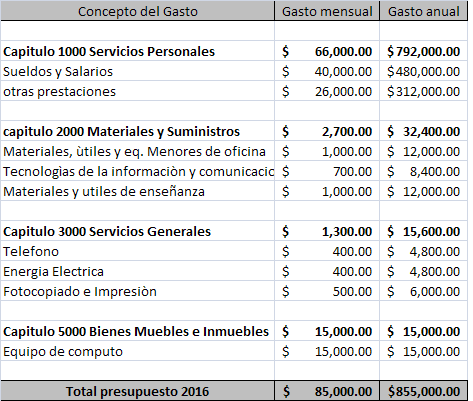 Concepto del Gasto Gasto mensual Gasto anual
Capitulo 1000 Servicios Personales $ 66,000.00 $792,000.00
Sueldos y Salarios $ 40,000.00 $480,000.00
otras prestaciones $ 26,000.00 $312,000.00
capitulo 2000 Materiales y Suministros $ 2,700.00 $ 32,400.00
Materiales, ùtiles y eq. Menores de oficina $ 1,000.00 $ 12,000.00
Tecnologìas de la informaciòn y comunicacic $ 700.00 $ 8,400.00
Materiales y utiles de enseñanza $ 1,000.00 $ 12,000.00
Capitulo 3000 Servicios Generales $ 1,300.00 $ 15,600.00
Telefono $ 400.00 $ 4,800.00
Energia Electrica $ 400.00 $ 4,800.00
Fotocopiado e Impresiòn $ 500.00 $ 6,000.00
Capitulo 5000 Bienes Muebles e Inmuebles $ 15,000.00 $ 15,000.00
Equipo de computo $ 15,000.00 $ 15,000.00
Total presupuesto 2016 $ 85,000.00 $855,000.00